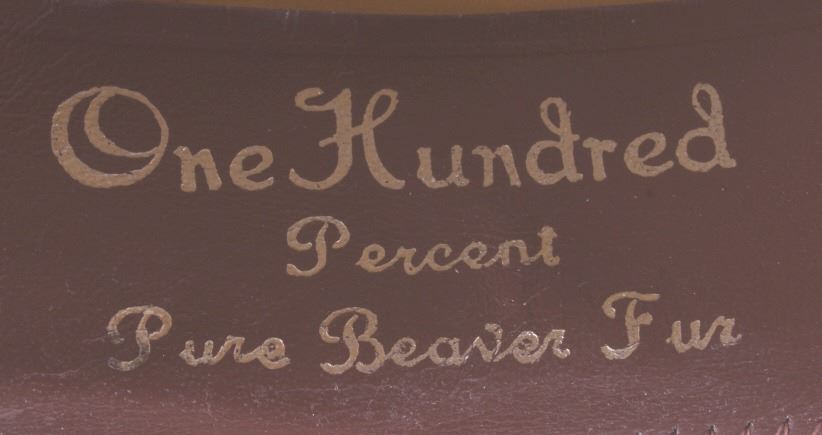 One Hundred
Percent
Pure Beaver Fur